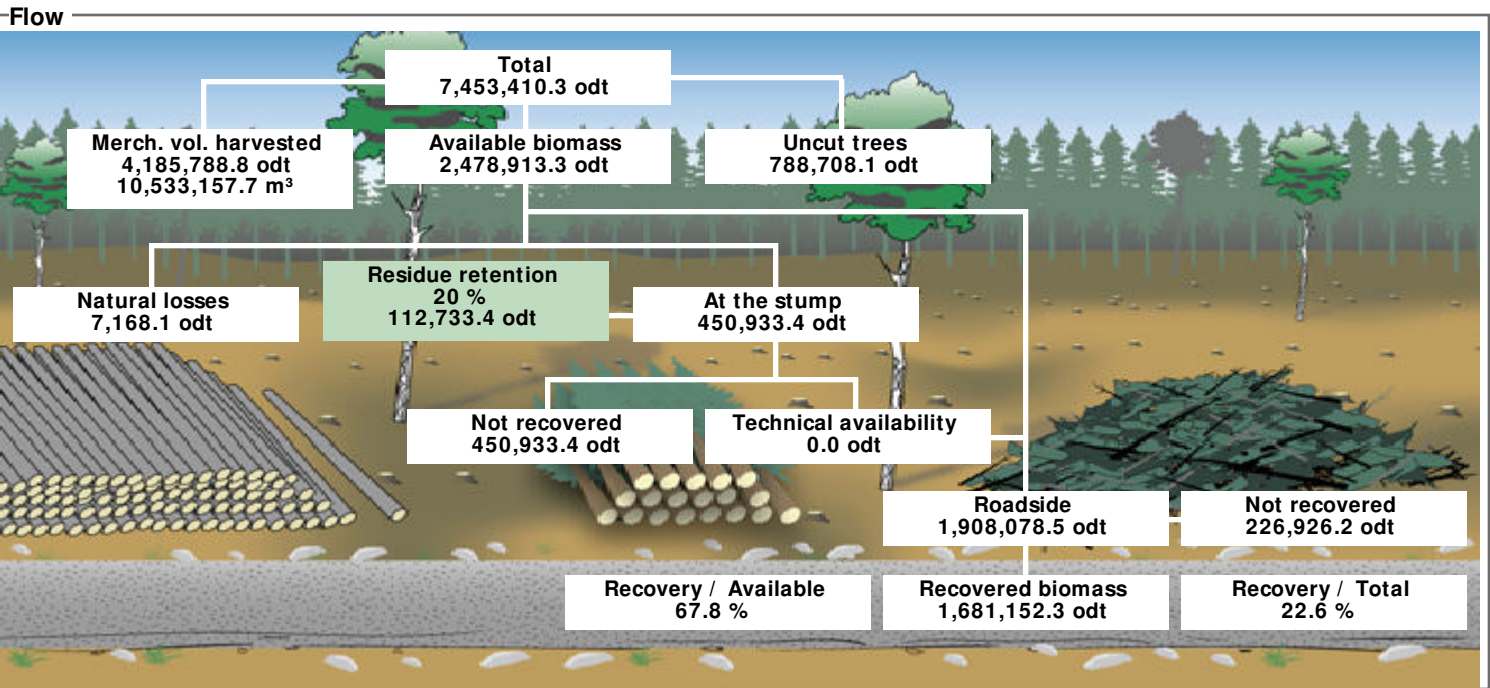 Flow
Total
7,453,410.3 odt
Merch. vol. harvested
4,185,788.8 odt
10,533,157.7 m³
Available biomass
2,478,913.3 odt
Uncut trees
788,708.1 odt
Natural losses
7,168.1 odt
Residue retention
20 %
112,733.4 odt
At the stump
450,933.4 odt
Not recovered
450,933.4 odt
Technical availability
0.0 odt
Roadside
1,908,078.5 odt
Not recovered
226,926.2 odt
Recovery / Available
67.8 %
Recovered biomass
1,681,152.3 odt
Recovery / Total
22.6 %